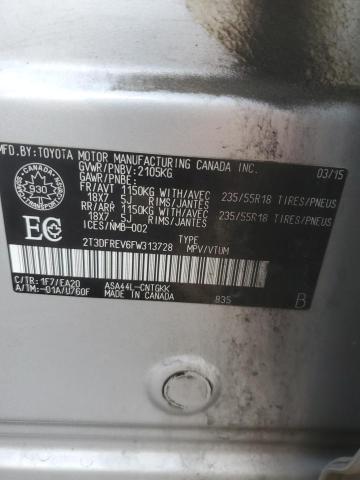 MFD.BY:TOYOTA MOTOR MANUFACTURING CANADA INC. 03/15
GVWR/PNBV: 2105KG
GAWR/PNBE:
FR/AVT 1150KG WITH/AVEC 235/55R18 TIRES/PNEUS
18X7.5J RIMS/JANTES
RR/ARR 1150KG WITH/AVEC 235/55R18 TIRES/PNEUS
18X7.5J RIMS/JANTES
ICES/NMB-002
CANADA
930
EC
2T3DFREV6FW313728 MPV/VTUM
MADE IN CANADA
C/TR: 1F7/EA20 ASA44L-CNTGKK 835 B
A/TM:-01A/U760F